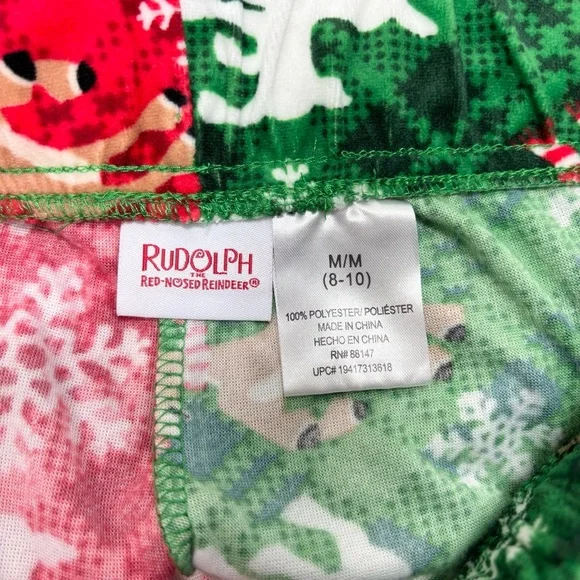 RUDOLPH
THE
RED-NOSED REINDEER®
M/M
(8-10)
100% POLYESTER/ POLIÉSTER
MADE IN CHINA
HECHO EN CHINA
RN# 88147
UPC# 19417313618